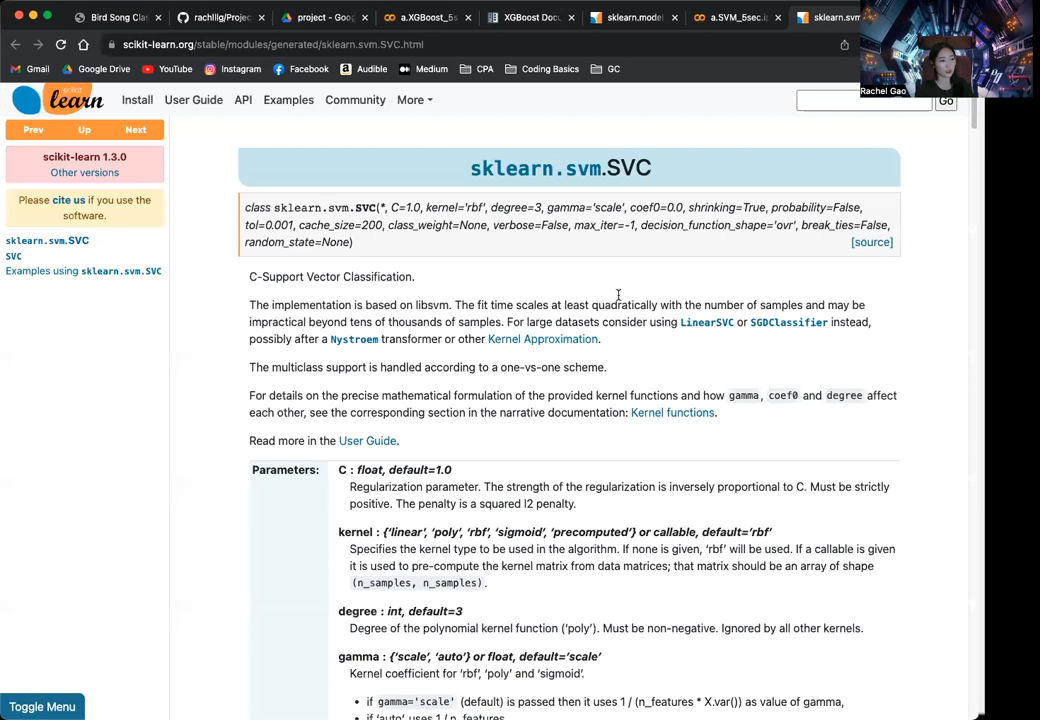 Bird Song Cla
rachllg/Projec
project - Goo
a.XGBoost_5s
XGBoost Docu
sklearn.model
a.SVM_5sec.i
sklearn.svm
scikit-learn.org/stable/modules/generated/sklearn.svm.SVC.html
Gmail Google Drive YouTube Instagram Facebook Audible Medium CPA Coding Basics GC
Rachel Gao
scikit
learn
Install User Guide API Examples Community More
Go
Prev Up Next
scikit-learn 1.3.0
Other versions
Please cite us if you use the
software.
sklearn.svm.SVC
SVC
Examples using sklearn.svm.SVC
sklearn.svm.SVC
class sklearn.svm.SVC(*, C=1.0, kernel='rbf', degree=3, gamma='scale', coef0=0.0, shrinking=True, probability=False,
tol=0.001, cache_size=200, class_weight=None, verbose=False, max_iter=-1, decision_function_shape='ovr', break_ties=False,
random_state=None)
[source]
C-Support Vector Classification.
The implementation is based on libsvm. The fit time scales at least quadratically with the number of samples and may be
impractical beyond tens of thousands of samples. For large datasets consider using LinearSVC or SGDClassifier instead,
possibly after a Nystroem transformer or other Kernel Approximation.
The multiclass support is handled according to a one-vs-one scheme.
For details on the precise mathematical formulation of the provided kernel functions and how gamma, coef0 and degree affect
each other, see the corresponding section in the narrative documentation: Kernel functions.
Read more in the User Guide.
Parameters:
C : float, default=1.0
Regularization parameter. The strength of the regularization is inversely proportional to C. Must be strictly
positive. The penalty is a squared l2 penalty.
kernel : {'linear', 'poly', 'rbf', 'sigmoid', 'precomputed'} or callable, default='rbf'
Specifies the kernel type to be used in the algorithm. If none is given, 'rbf' will be used. If a callable is given
it is used to pre-compute the kernel matrix from data matrices; that matrix should be an array of shape
(n_samples, n_samples).
degree : int, default=3
Degree of the polynomial kernel function ('poly'). Must be non-negative. Ignored by all other kernels.
gamma : {'scale', 'auto'} or float, default='scale'
Kernel coefficient for 'rbf', 'poly' and 'sigmoid'.
• if gamma='scale' (default) is passed then it uses 1 / (n_features * X.var()) as value of gamma,
• if 'auto', uses 1 / n_features
Toggle Menu